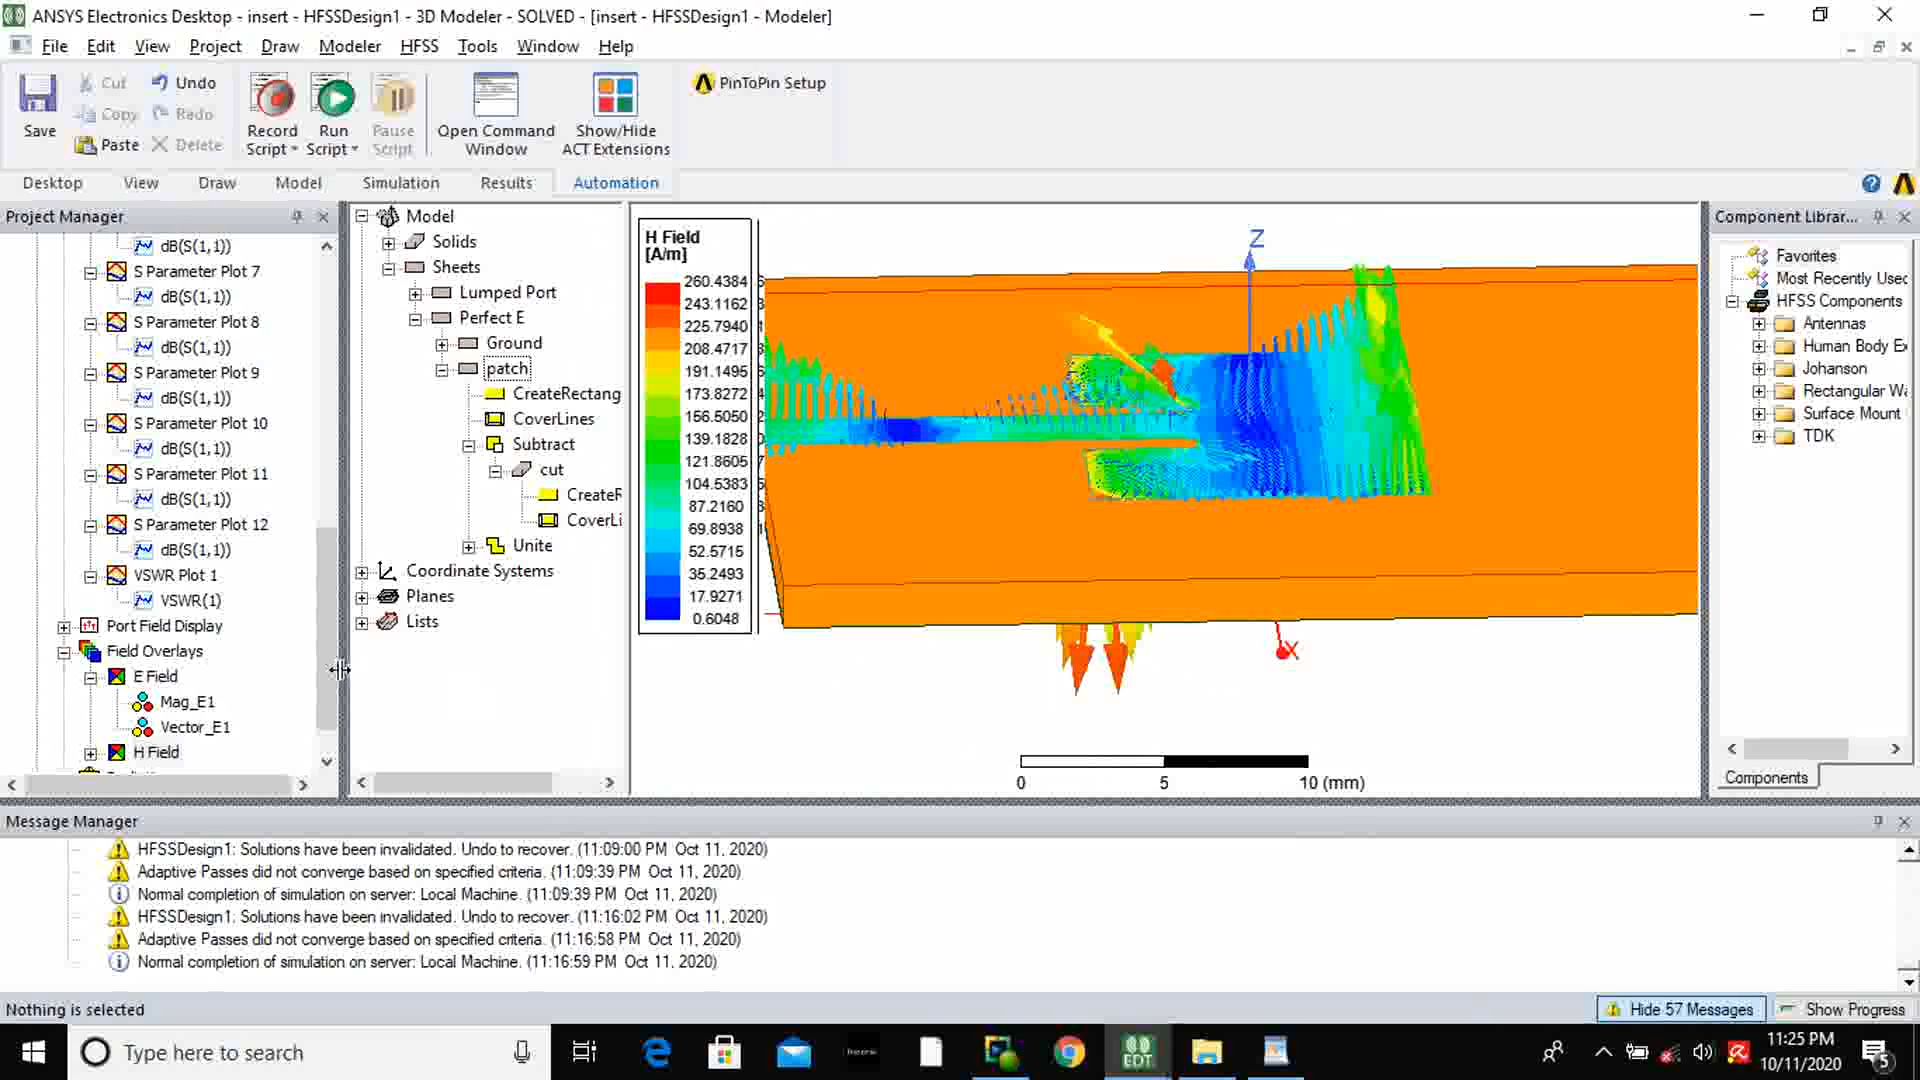 ANSYS Electronics Desktop - insert - HFSSDesign1 - 3D Modeler - SOLVED - [insert - HFSSDesign1 - Modeler]
File Edit View Project Draw Modeler HFSS Tools Window Help
Save
Cut
Copy
Paste
Undo
Redo
Delete
Record Script
Run Script
Pause Script
Open Command Window
Show/Hide ACT Extensions
PinToPin Setup
Desktop View Draw Model Simulation Results Automation
Project Manager
dB(S(1,1))
S Parameter Plot 7
dB(S(1,1))
S Parameter Plot 8
dB(S(1,1))
S Parameter Plot 9
dB(S(1,1))
S Parameter Plot 10
dB(S(1,1))
S Parameter Plot 11
dB(S(1,1))
S Parameter Plot 12
dB(S(1,1))
VSWR Plot 1
VSWR(1)
Port Field Display
Field Overlays
E Field
Mag_E1
Vector_E1
H Field
Model
Solids
Sheets
Lumped Port
Perfect E
Ground
patch
CreateRectang
CoverLines
Subtract
cut
CreateR
CoverLi
Unite
Coordinate Systems
Planes
Lists
H Field
[A/m]
260.4384
243.1162
225.7940
208.4717
191.1495
173.8272
156.5050
139.1828
121.8605
104.5383
87.2160
69.8938
52.5715
35.2493
17.9271
0.6048
Z
X
0 5 10 (mm)
Component Librar...
Favorites
Most Recently Used
HFSS Components
Antennas
Human Body Ex
Johanson
Rectangular Wa
Surface Mount
TDK
Components
Message Manager
HFSSDesign1: Solutions have been invalidated. Undo to recover. (11:09:00 PM Oct 11, 2020)
Adaptive Passes did not converge based on specified criteria. (11:09:39 PM Oct 11, 2020)
Normal completion of simulation on server: Local Machine. (11:09:39 PM Oct 11, 2020)
HFSSDesign1: Solutions have been invalidated. Undo to recover. (11:16:02 PM Oct 11, 2020)
Adaptive Passes did not converge based on specified criteria. (11:16:58 PM Oct 11, 2020)
Normal completion of simulation on server: Local Machine. (11:16:59 PM Oct 11, 2020)
Nothing is selected
Hide 57 Messages
Show Progress
Type here to search
EDT
11:25 PM
10/11/2020
5